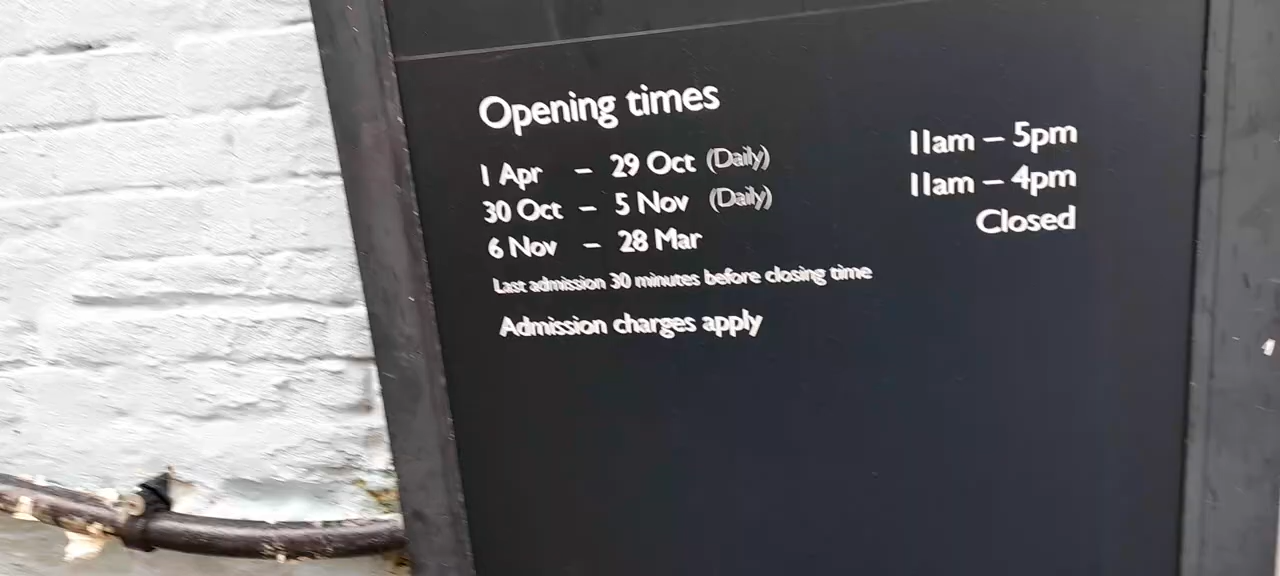 Opening times
1 Apr – 29 Oct (Daily) 11am – 5pm
30 Oct – 5 Nov (Daily) 11am – 4pm
6 Nov – 28 Mar Closed
Last admission 30 minutes before closing time
Admission charges apply